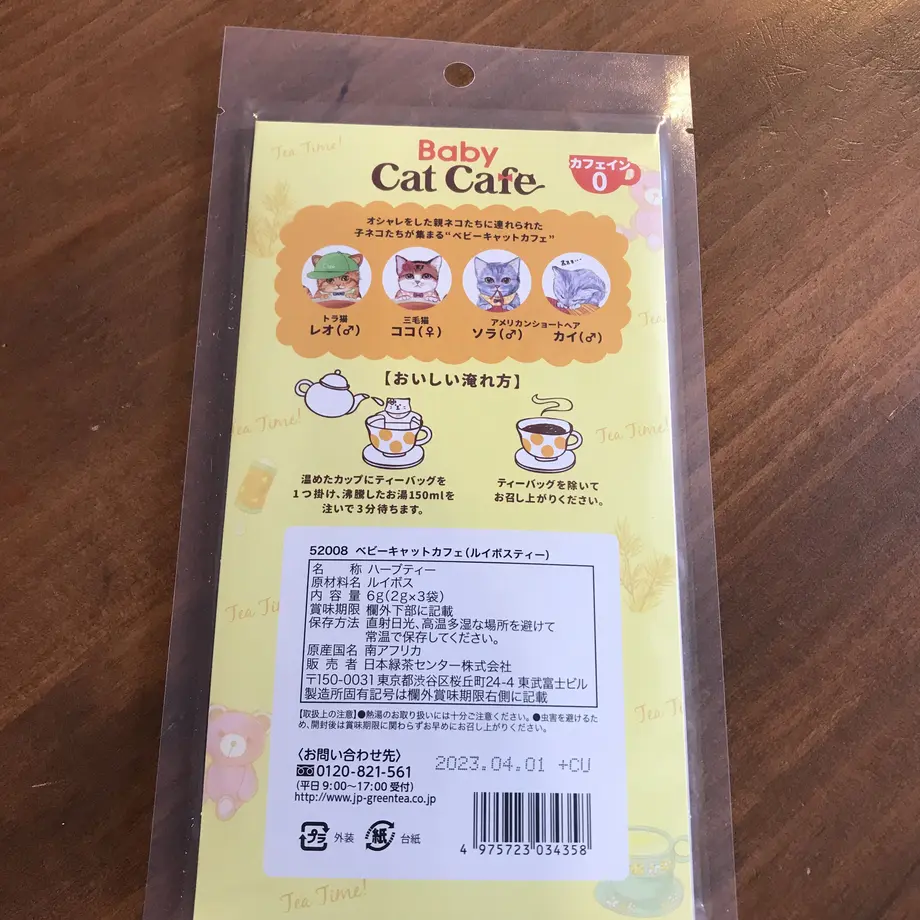 Tea Time!
Baby
Cat Cafe
カフェイン
0
オシャレをした親ネコたちに連れられた
子ネコたちが集まる“ベビーキャットカフェ”
トラ猫
レオ(♂)
三毛猫
ココ(♀)
アメリカンショートヘア
ソラ(♂)
カイ(♂)
【おいしい淹れ方】
Tea Time!
Tea Time!
温めたカップにティーバッグを
1つ掛け、沸騰したお湯150mlを
注いで3分待ちます。
ティーバッグを除いて
お召し上がりください。
52008 ベビーキャットカフェ(ルイボスティー)
名 称 ハーブティー
原材料名 ルイボス
内 容 量 6g(2g×3袋)
賞味期限 欄外下部に記載
保存方法 直射日光、高温多湿な場所を避けて
常温で保存してください。
原産国名 南アフリカ
販 売 者 日本緑茶センター株式会社
〒150-0031 東京都渋谷区桜丘町24-4 東武富士ビル
製造所固有記号は欄外賞味期限右側に記載
【取扱上の注意】●熱湯のお取り扱いには十分ご注意ください。●虫害を避けるた
め、開封後は賞味期限に関わらずお早めにお召し上がりください。
〈お問い合わせ先〉
0120-821-561
(平日9:00〜17:00受付)
http://www.jp-greentea.co.jp
2023.04.01 +CU
プラ 外装
紙 台紙
4 975723 034358
Tea Time!